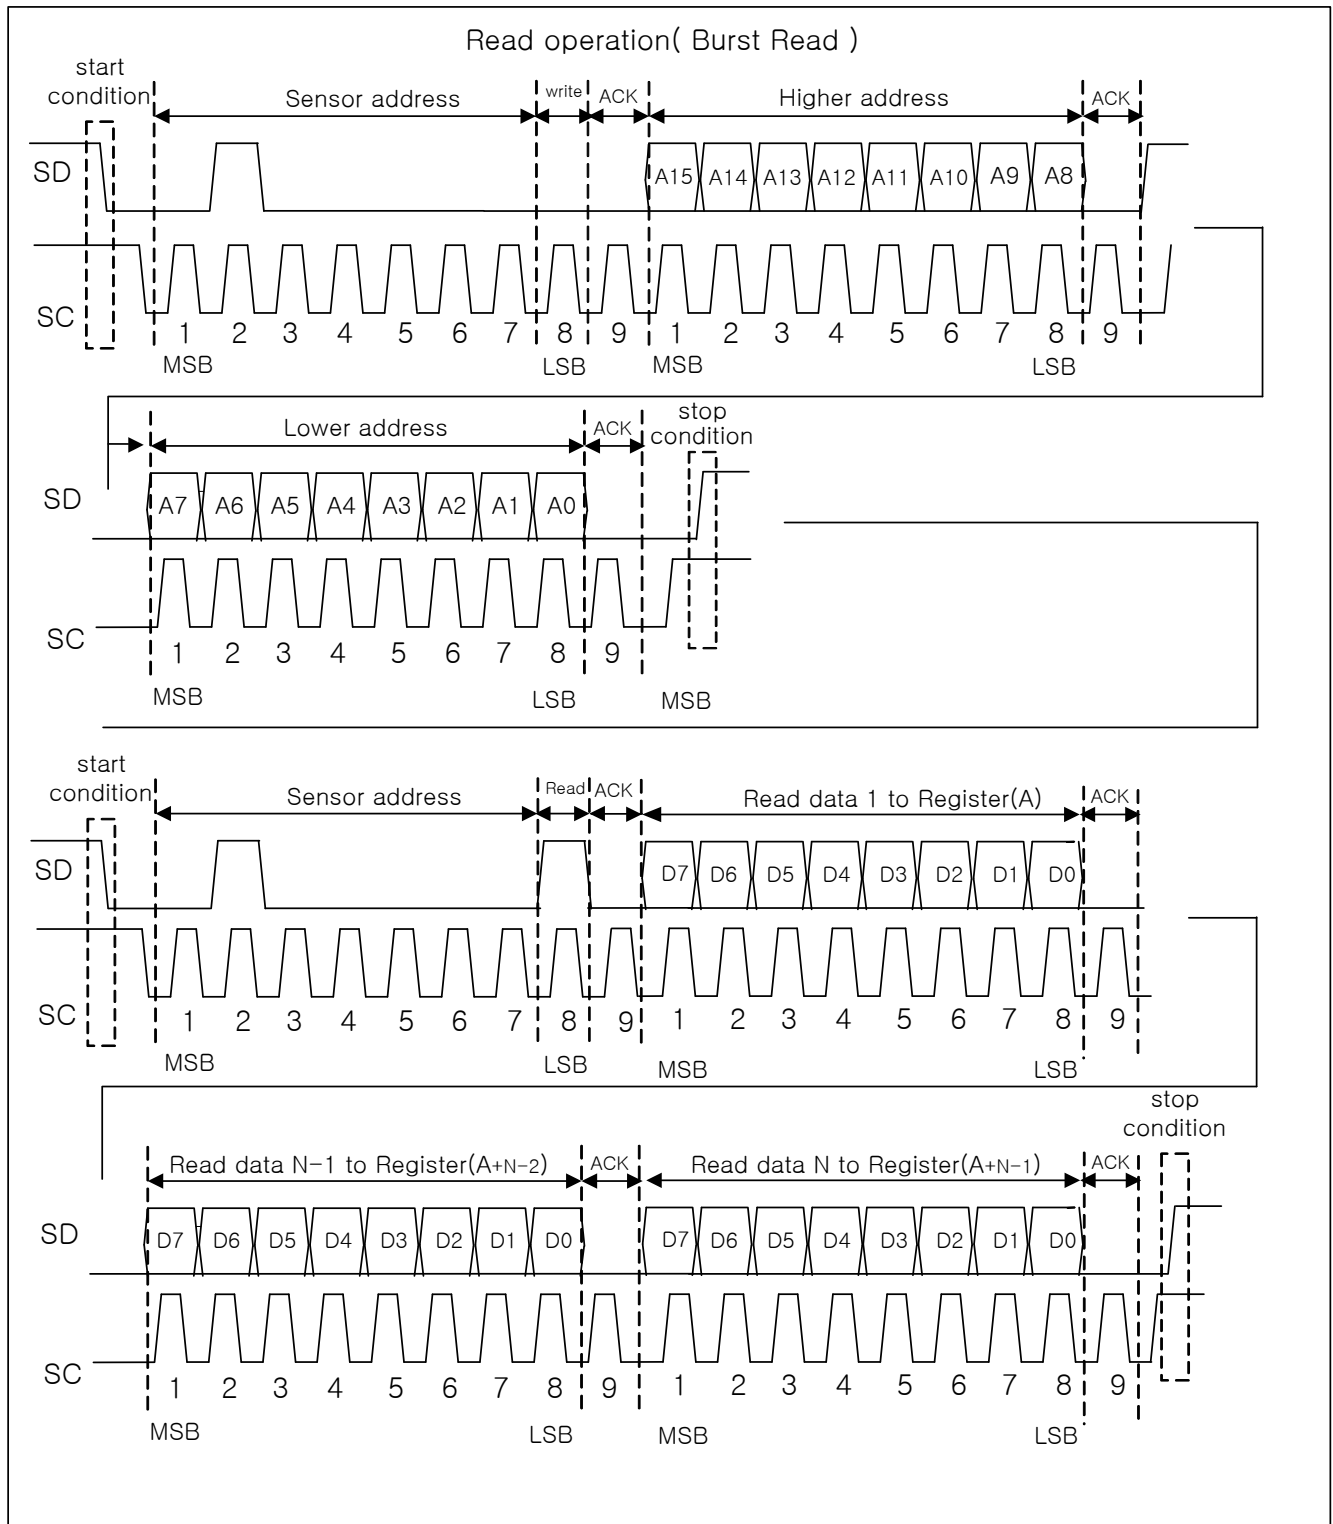 Read operation( Burst Read )
start
condition
Sensor address
write
ACK
Higher address
ACK
SD
A15 A14 A13 A12 A11 A10 A9 A8
SC
1 2 3 4 5 6 7 8 9 1 2 3 4 5 6 7 8 9
MSB LSB MSB LSB
Lower address
ACK
stop
condition
SD
A7 A6 A5 A4 A3 A2 A1 A0
SC
1 2 3 4 5 6 7 8 9
MSB LSB MSB
start
condition
Sensor address
Read
ACK
Read data 1 to Register(A)
ACK
SD
D7 D6 D5 D4 D3 D2 D1 D0
SC
1 2 3 4 5 6 7 8 9 1 2 3 4 5 6 7 8 9
MSB LSB MSB LSB
stop
condition
Read data N-1 to Register(A+N-2)
ACK
Read data N to Register(A+N-1)
ACK
SD
D7 D6 D5 D4 D3 D2 D1 D0 D7 D6 D5 D4 D3 D2 D1 D0
SC
1 2 3 4 5 6 7 8 9 1 2 3 4 5 6 7 8 9
MSB LSB MSB LSB